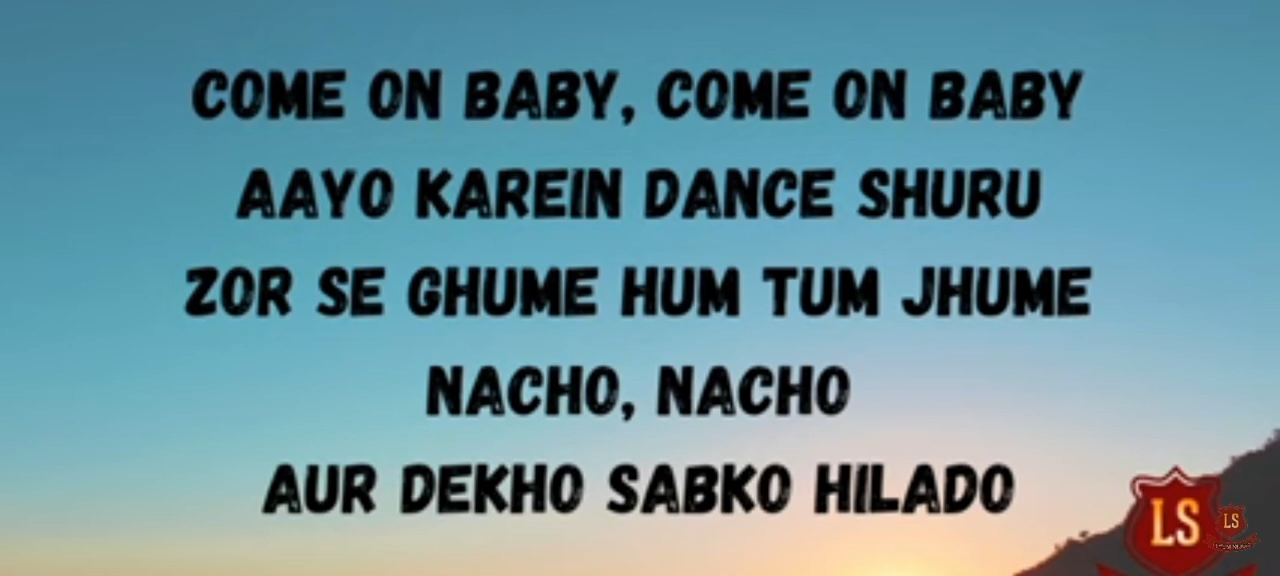 COME ON BABY, COME ON BABY
AAYO KAREIN DANCE SHURU
ZOR SE GHUME HUM TUM JHUME
NACHO, NACHO
AUR DEKHO SABKO HILADO
LS
LS